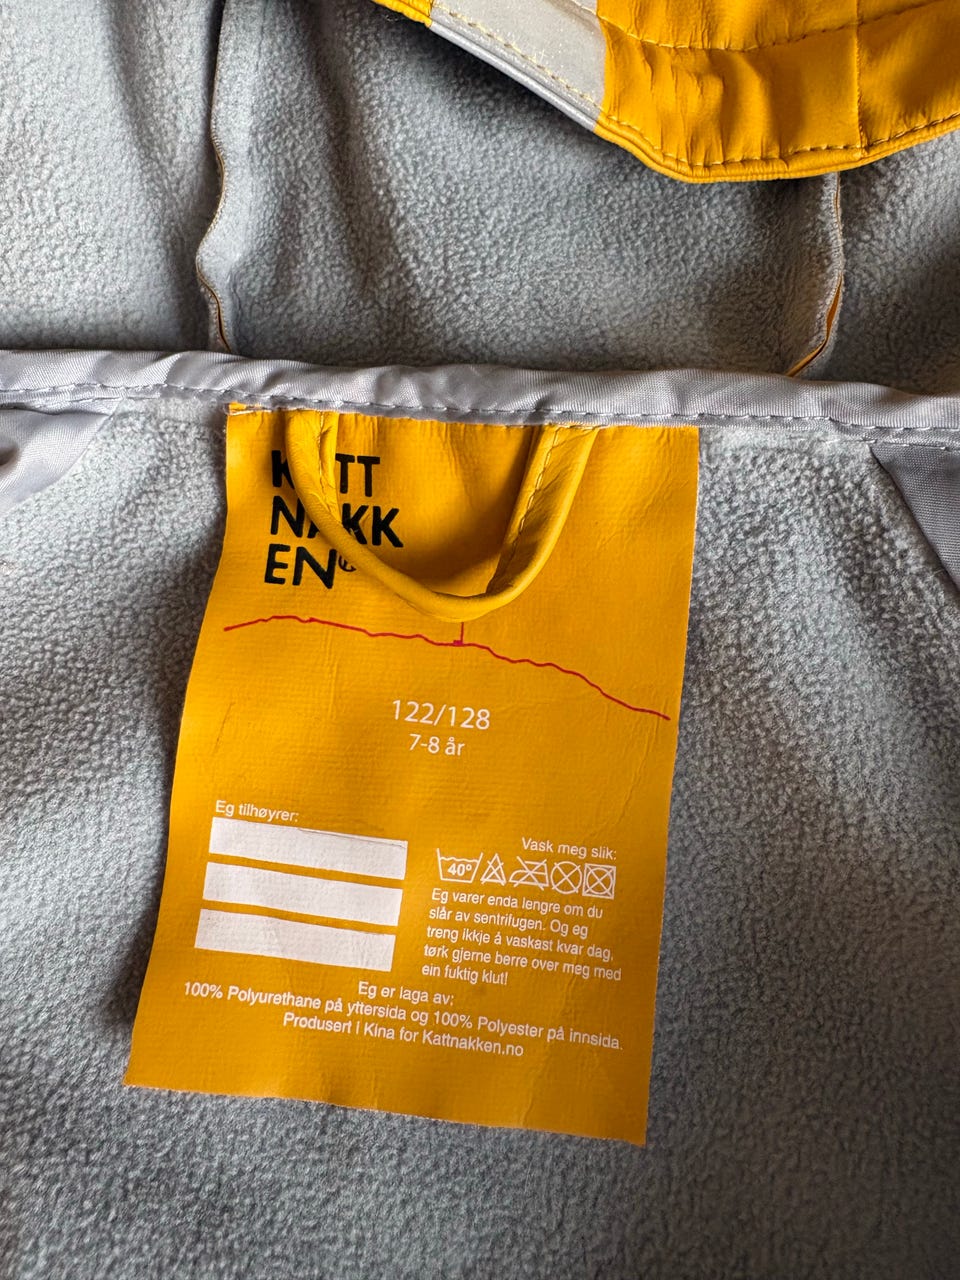 KATT
NAKK
EN®
122/128
7-8 år
Eg tilhøyrer:
Vask meg slik:
40º
Eg varer enda lengre om du
slår av sentrifugen. Og eg
treng ikkje å vaskast kvar dag,
tørk gjerne berre over meg med
ein fuktig klut!
Eg er laga av:
100% Polyurethane på yttersida og 100% Polyester på innsida.
Produsert i Kina for Kattnakken.no